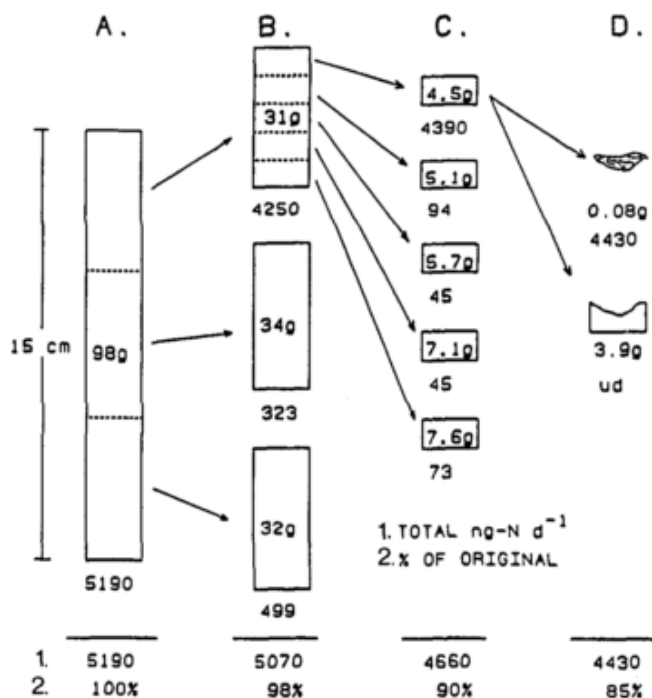 A. B. C. D.
4.5g
31g
4390
5.1g
0.08g
4250
94
4430
5.7g
15 cm
98g
34g
45
3.9g
7.1g
ud
323
45
7.6g
73
32g
1. TOTAL ng-N d⁻¹
2. % OF ORIGINAL
5190
499
1. 5190 5070 4660 4430
2. 100% 98% 90% 85%